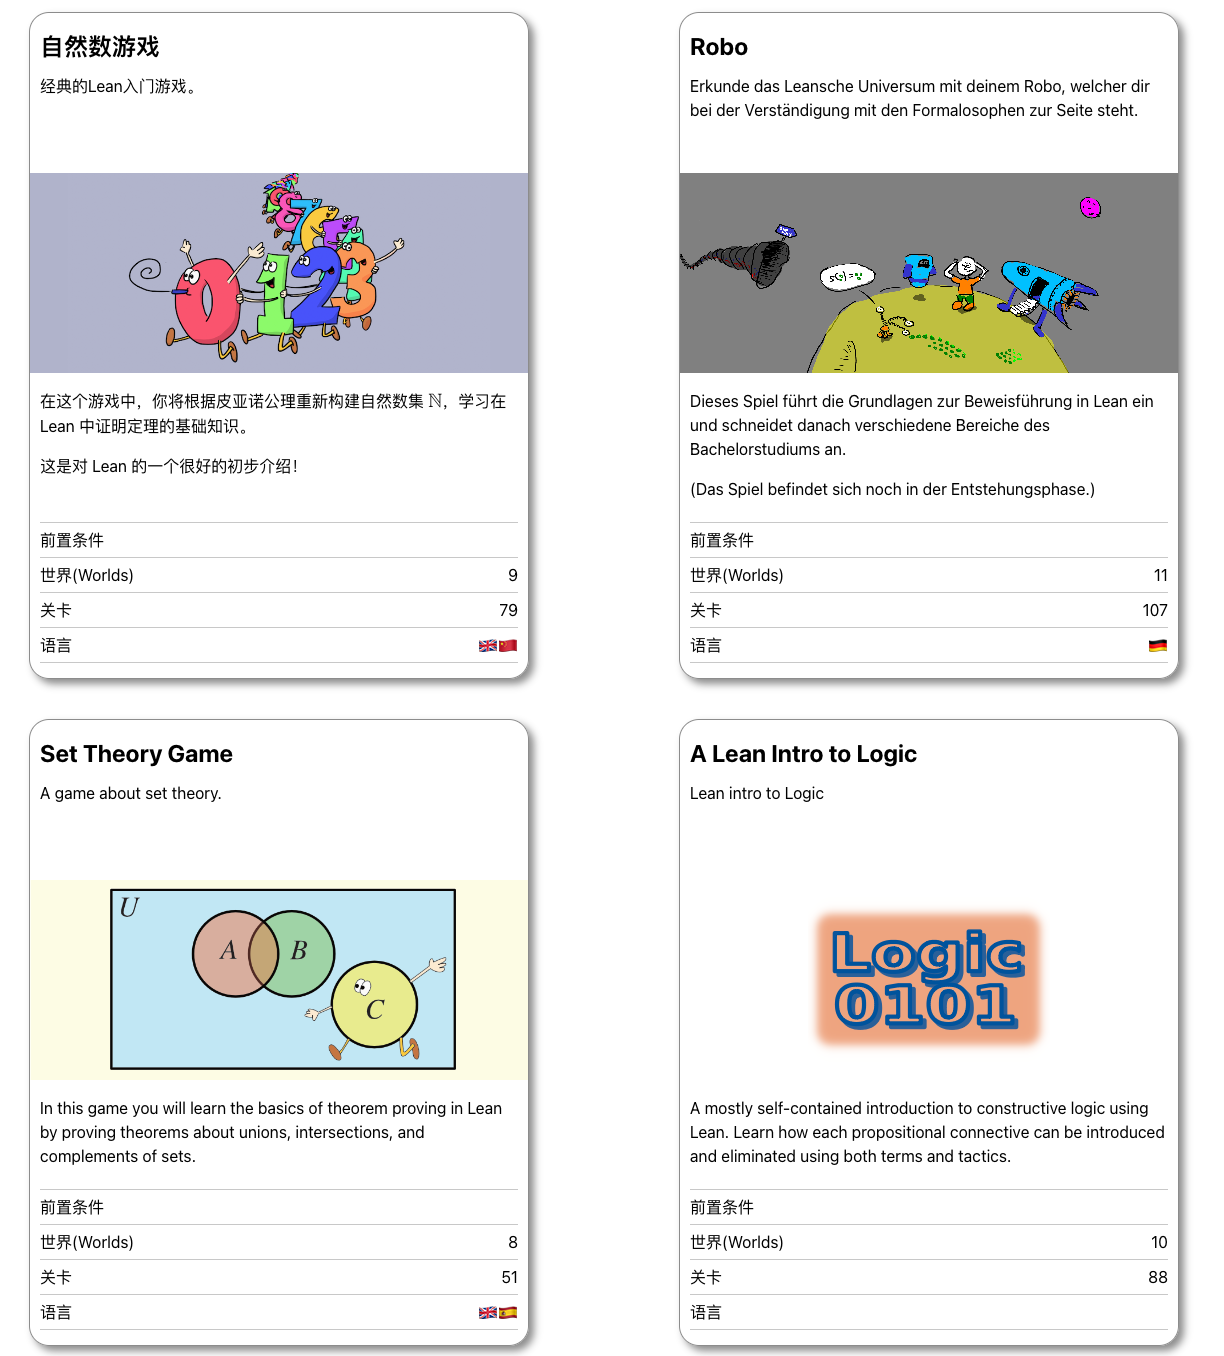 自然数游戏
经典的Lean入门游戏。
0 1 2 3
5
6
7
8
在这个游戏中，你将根据皮亚诺公理重新构建自然数集 ℕ，学习在
Lean 中证明定理的基础知识。
这是对 Lean 的一个很好的初步介绍！
前置条件
世界(Worlds) 9
关卡 79
语言
Robo
Erkunde das Leansche Universum mit deinem Robo, welcher dir
bei der Verständigung mit den Formalosophen zur Seite steht.
Dieses Spiel führt die Grundlagen zur Beweisführung in Lean ein
und schneidet danach verschiedene Bereiche des
Bachelorstudiums an.
(Das Spiel befindet sich noch in der Entstehungsphase.)
前置条件
世界(Worlds) 11
关卡 107
语言
Set Theory Game
A game about set theory.
U
A B
C
In this game you will learn the basics of theorem proving in Lean
by proving theorems about unions, intersections, and
complements of sets.
前置条件
世界(Worlds) 8
关卡 51
语言
A Lean Intro to Logic
Lean intro to Logic
Logic
0101
A mostly self-contained introduction to constructive logic using
Lean. Learn how each propositional connective can be introduced
and eliminated using both terms and tactics.
前置条件
世界(Worlds) 10
关卡 88
语言